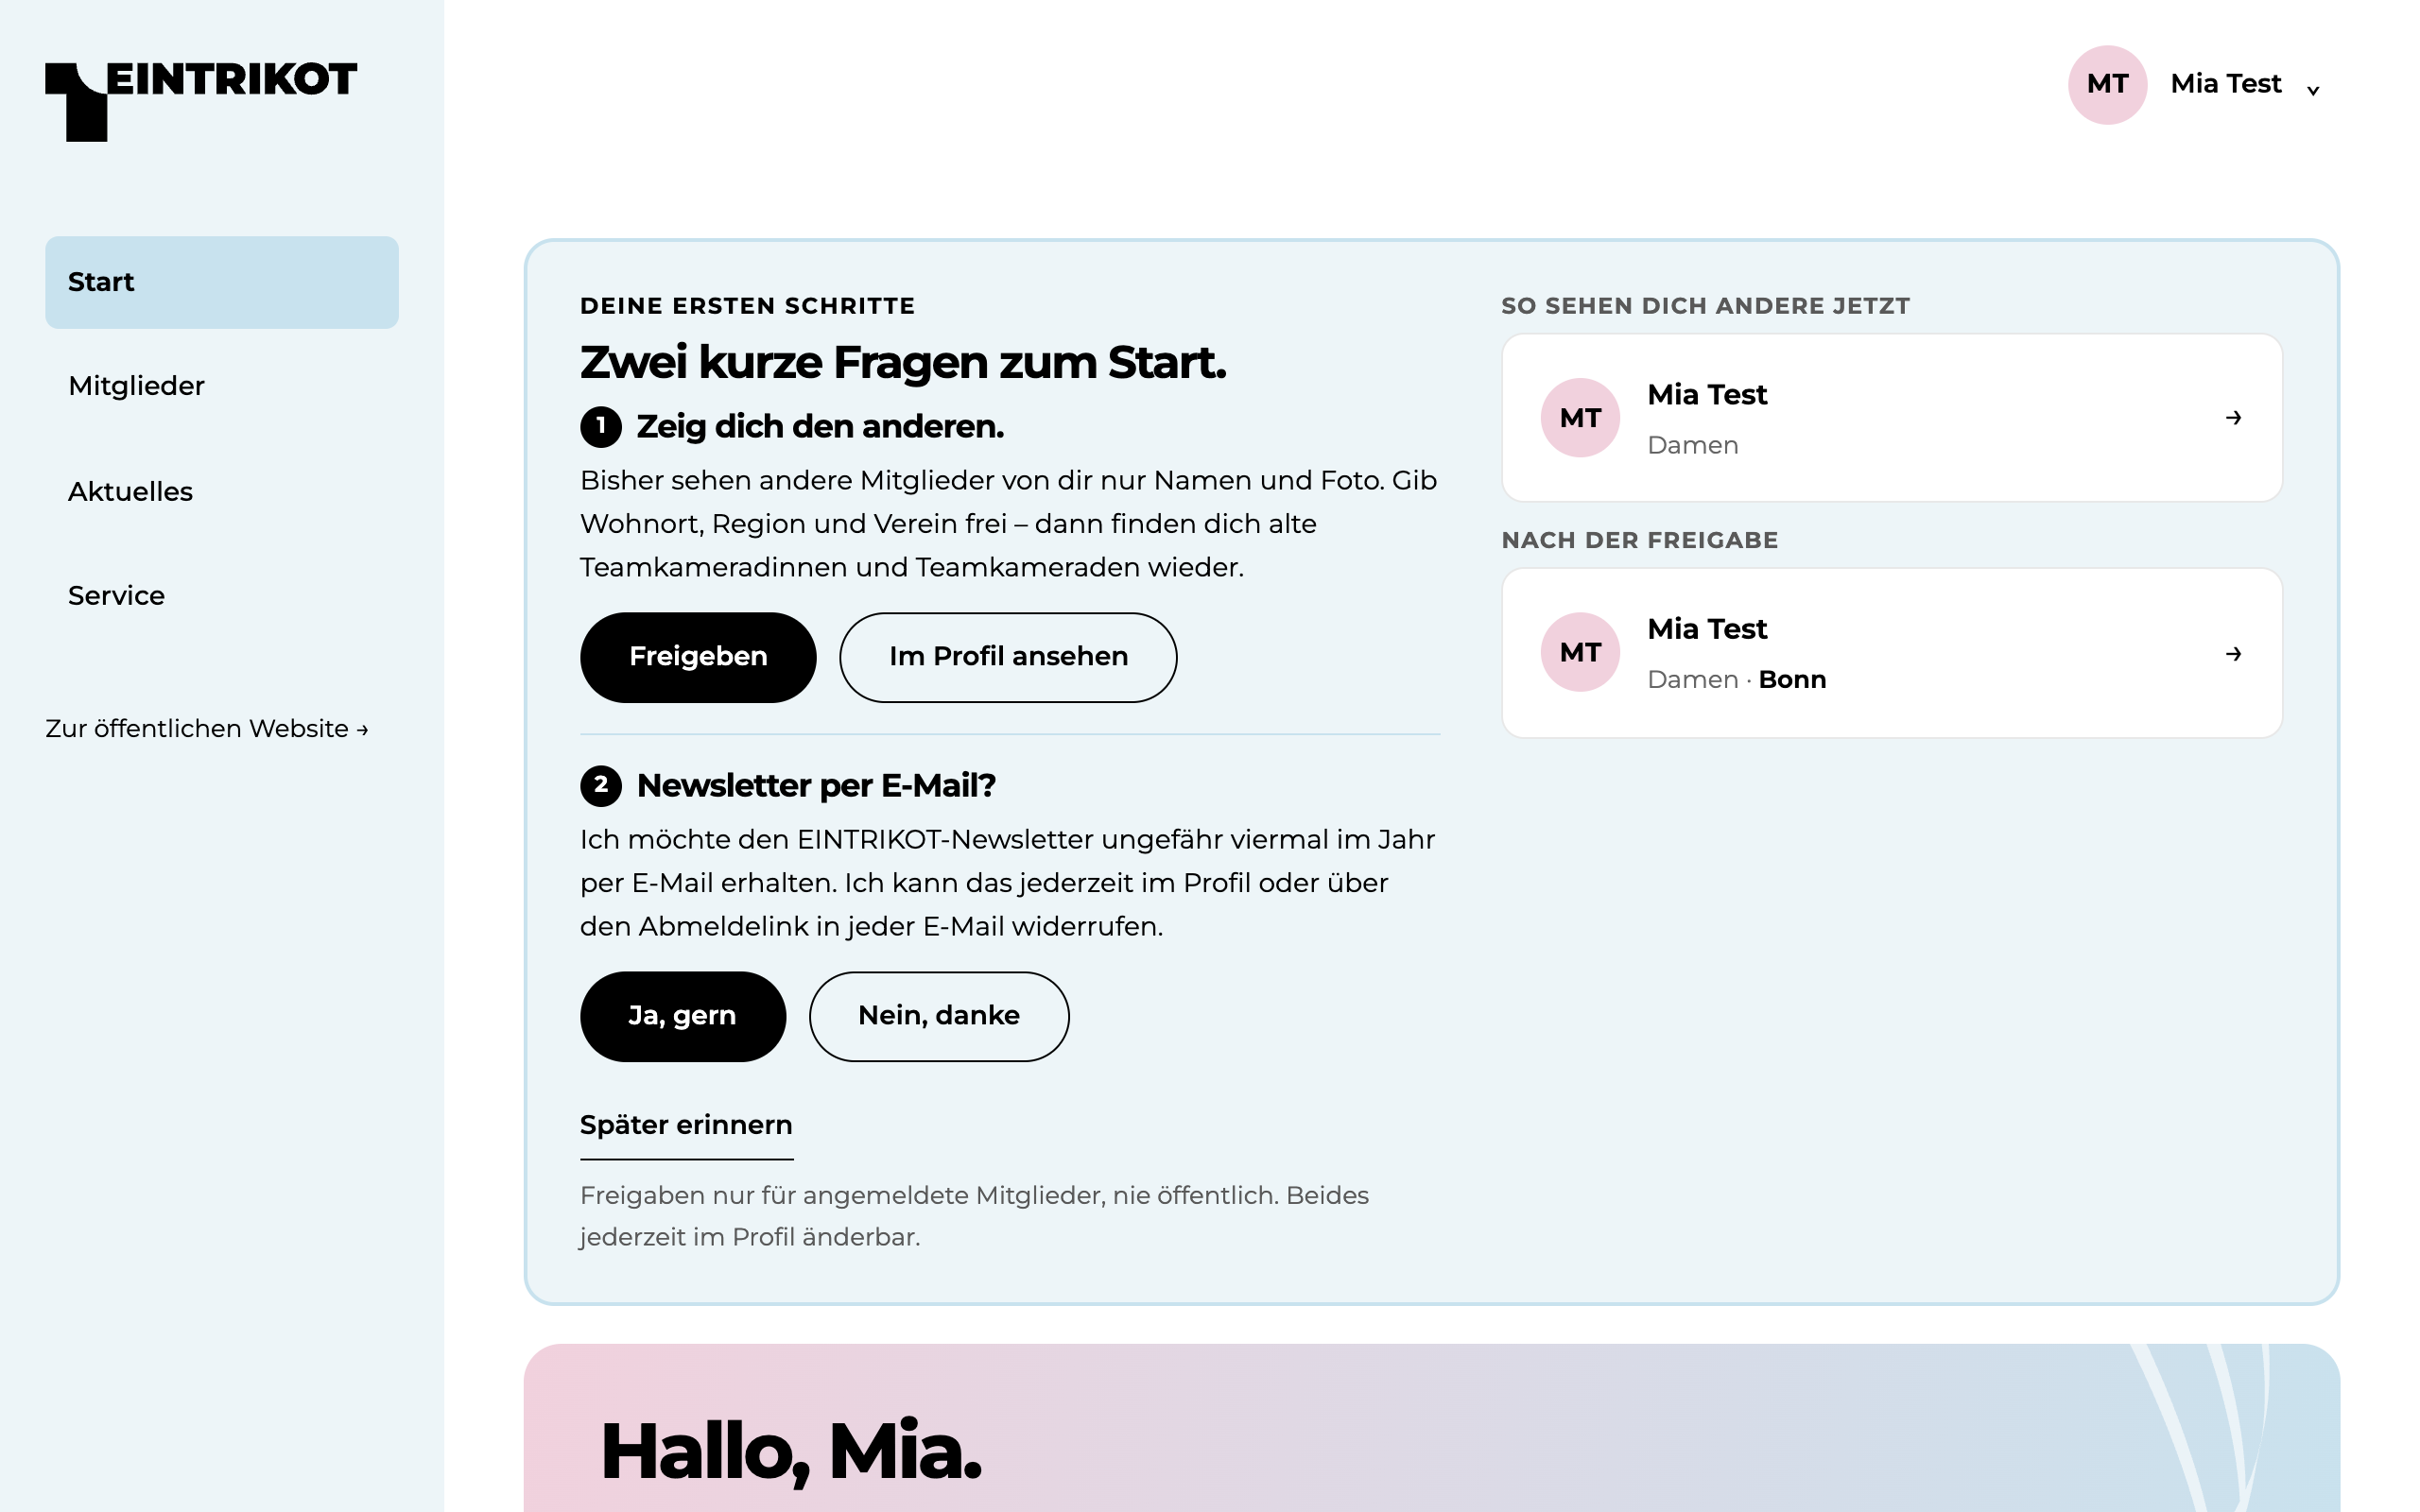 EINTRIKOT
MT Mia Test
Start
Mitglieder
Aktuelles
Service
Zur öffentlichen Website →
DEINE ERSTEN SCHRITTE
Zwei kurze Fragen zum Start.
1 Zeig dich den anderen.
Bisher sehen andere Mitglieder von dir nur Namen und Foto. Gib
Wohnort, Region und Verein frei – dann finden dich alte
Teamkameradinnen und Teamkameraden wieder.
Freigeben
Im Profil ansehen
2 Newsletter per E-Mail?
Ich möchte den EINTRIKOT-Newsletter ungefähr viermal im Jahr
per E-Mail erhalten. Ich kann das jederzeit im Profil oder über
den Abmeldelink in jeder E-Mail widerrufen.
Ja, gern
Nein, danke
Später erinnern
Freigaben nur für angemeldete Mitglieder, nie öffentlich. Beides
jederzeit im Profil änderbar.
SO SEHEN DICH ANDERE JETZT
MT
Mia Test
Damen
→
NACH DER FREIGABE
MT
Mia Test
Damen · Bonn
→
Hallo, Mia.